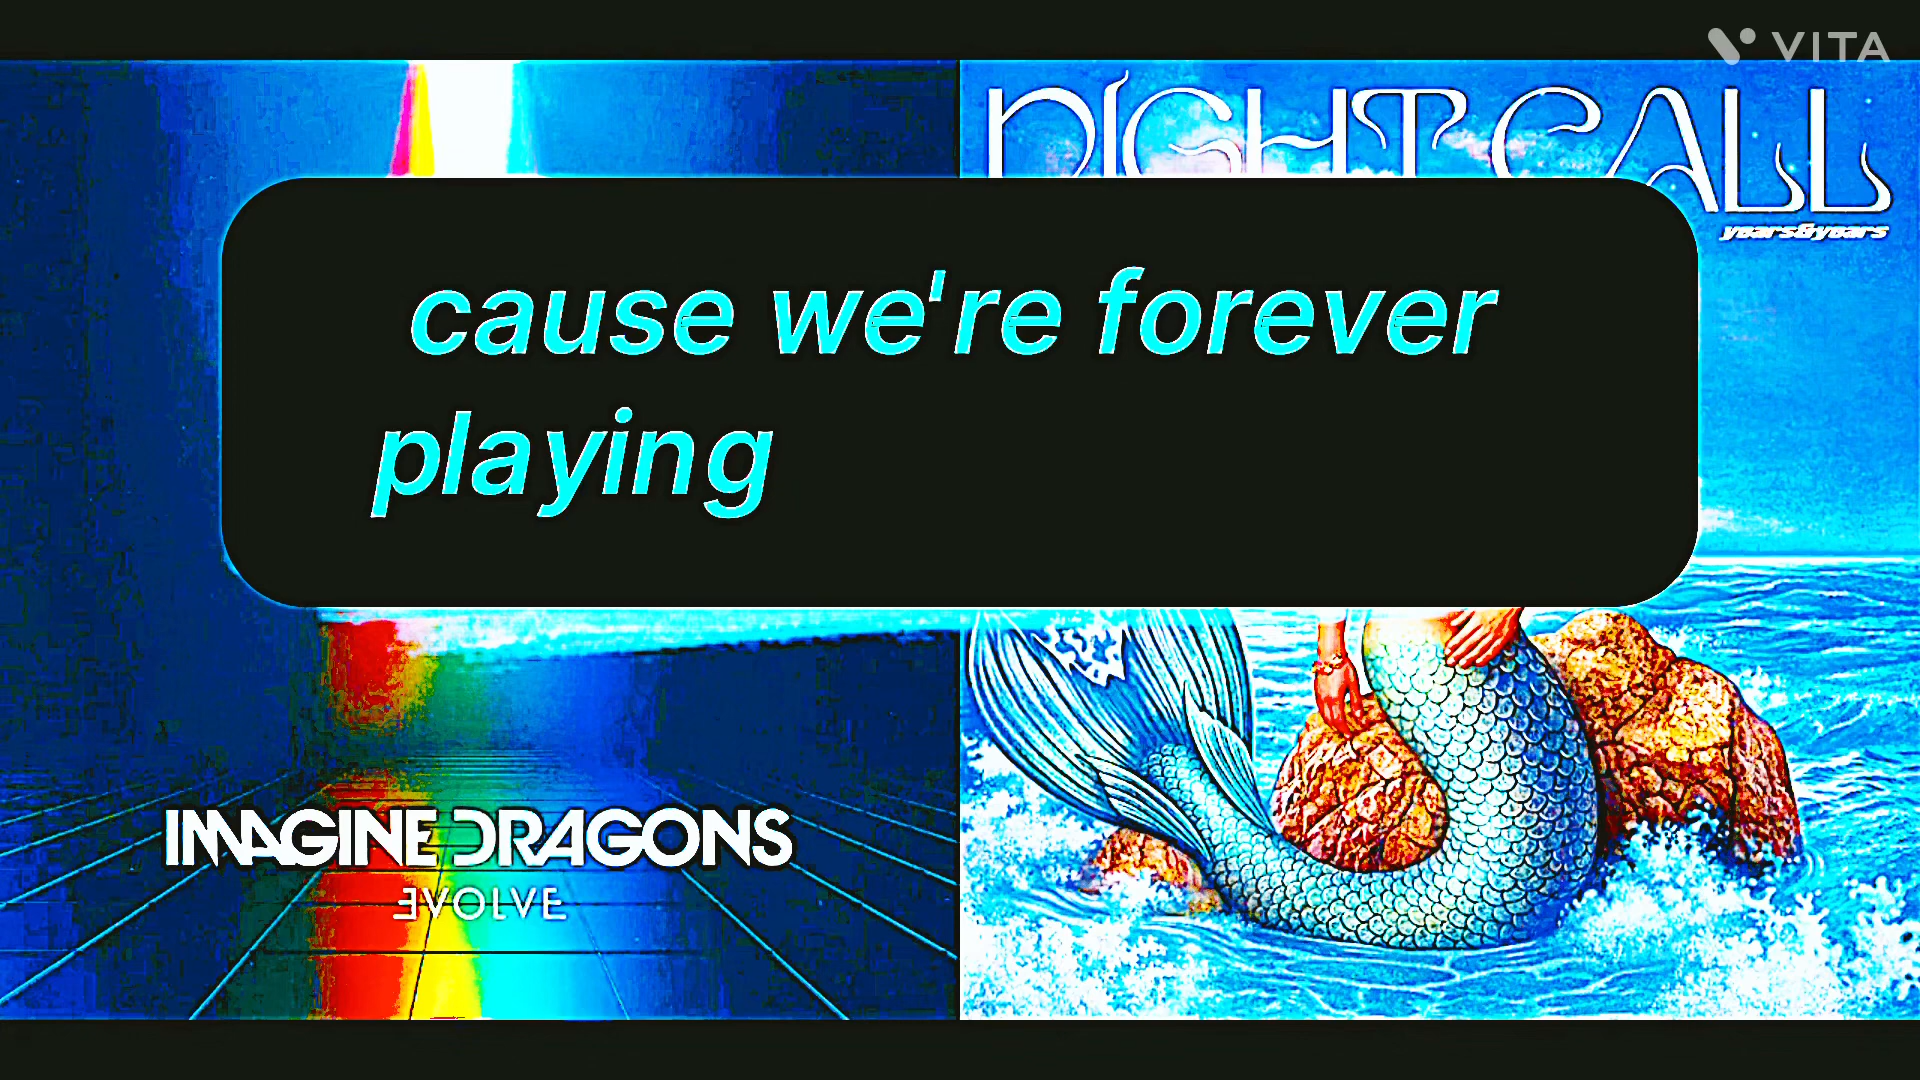 VITA
NIGHT CALL
years&years
cause we're forever
playing
IMAGINE DRAGONS
EVOLVE